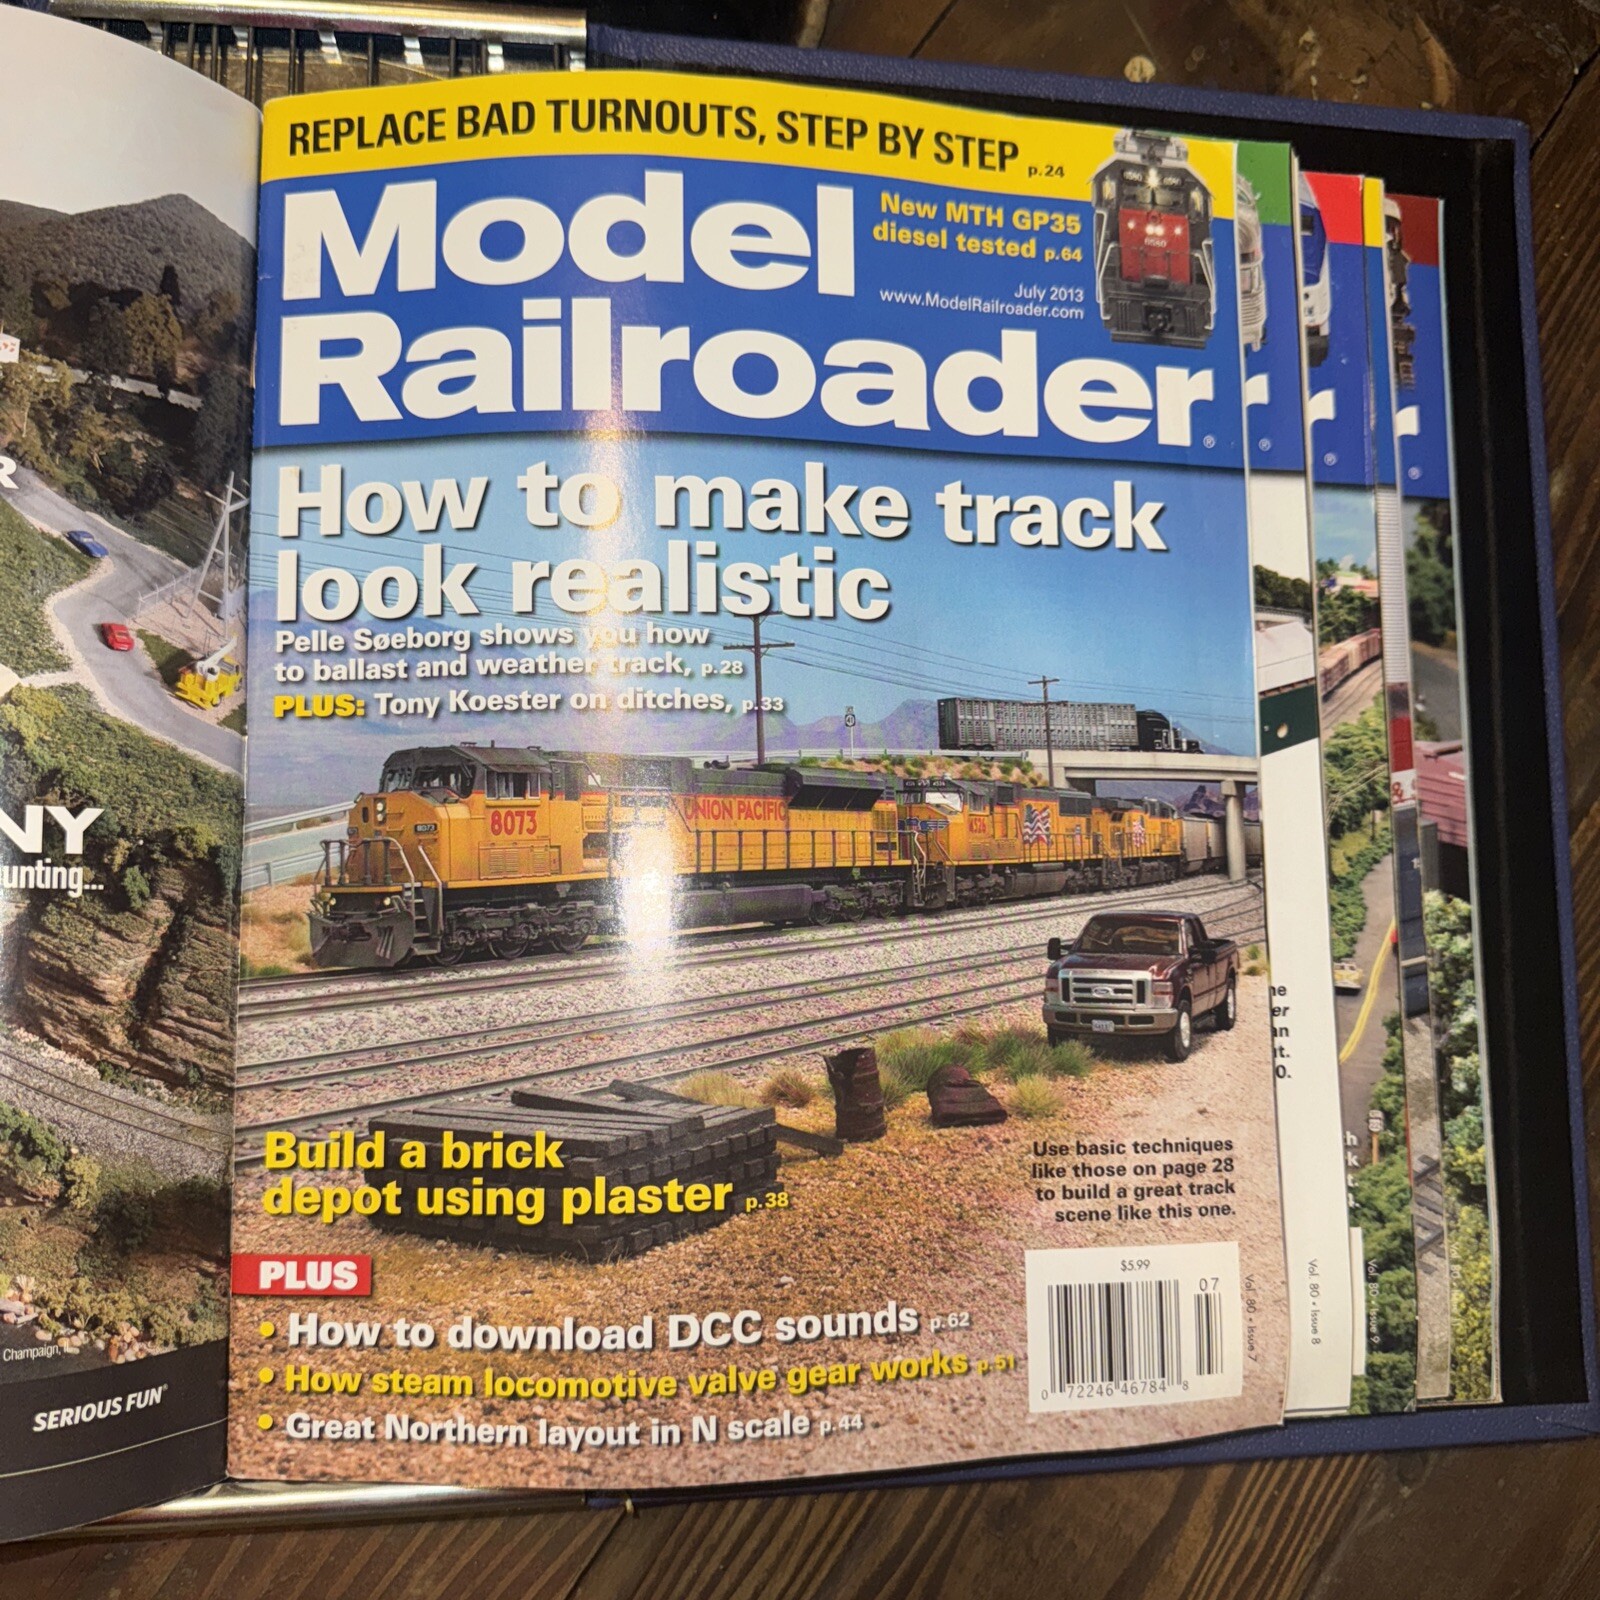 REPLACE BAD TURNOUTS, STEP BY STEP p.24
Model
Railroader®
New MTH GP35
diesel tested p.64
July 2013
www.ModelRailroader.com
How to make track
look realistic
Pelle Søeborg shows you how
to ballast and weather track, p.28
PLUS: Tony Koester on ditches, p.33
8073
UNION PACIFIC
4526
Build a brick
depot using plaster p.38
Use basic techniques
like those on page 28
to build a great track
scene like this one.
PLUS
• How to download DCC sounds p.62
• How steam locomotive valve gear works p.51
• Great Northern layout in N scale p.44
$5.99
07
0 72246 46784 8
Vol. 80 • Issue 7
Vol. 80 • Issue 8
Vol. 80 • Issue 9
r®
r®
r®
R
NY
unting...
Champaign, IL
SERIOUS FUN
er
an
t.
0.